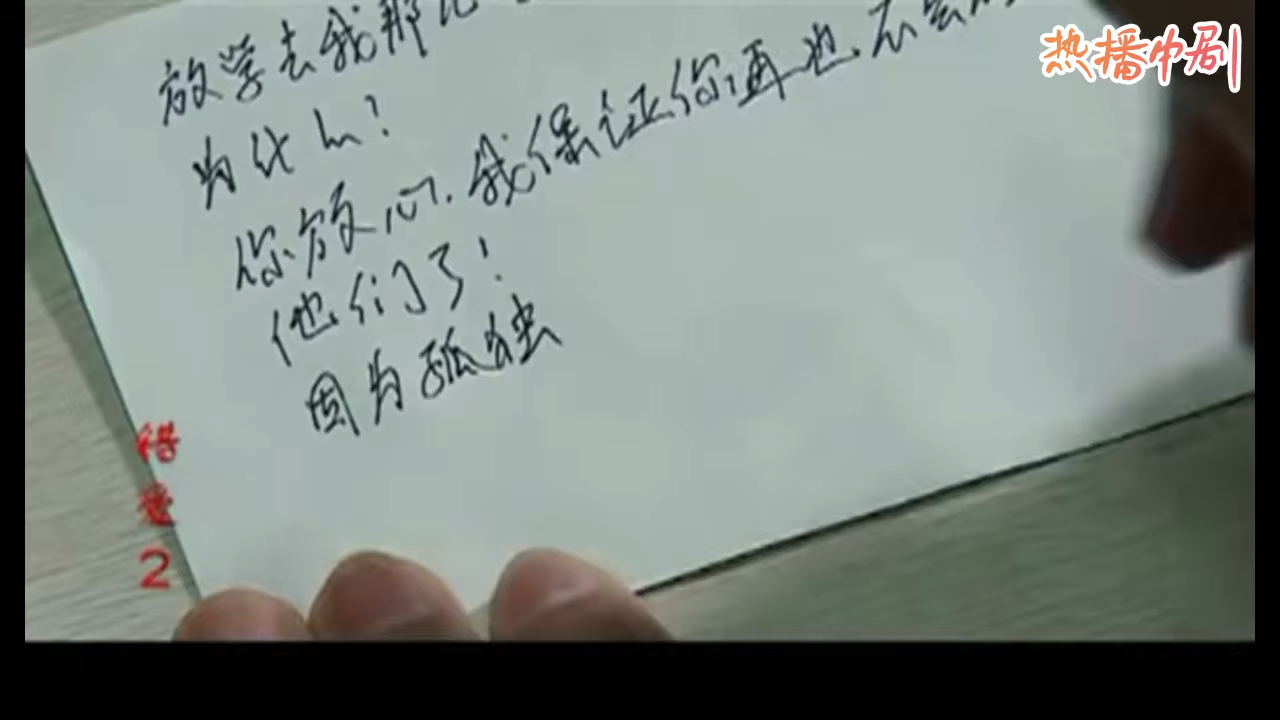 热播中剧
放学去我那
为什么?
你放心.我保证你再也不会
他们了!
因为孤独
错爱2